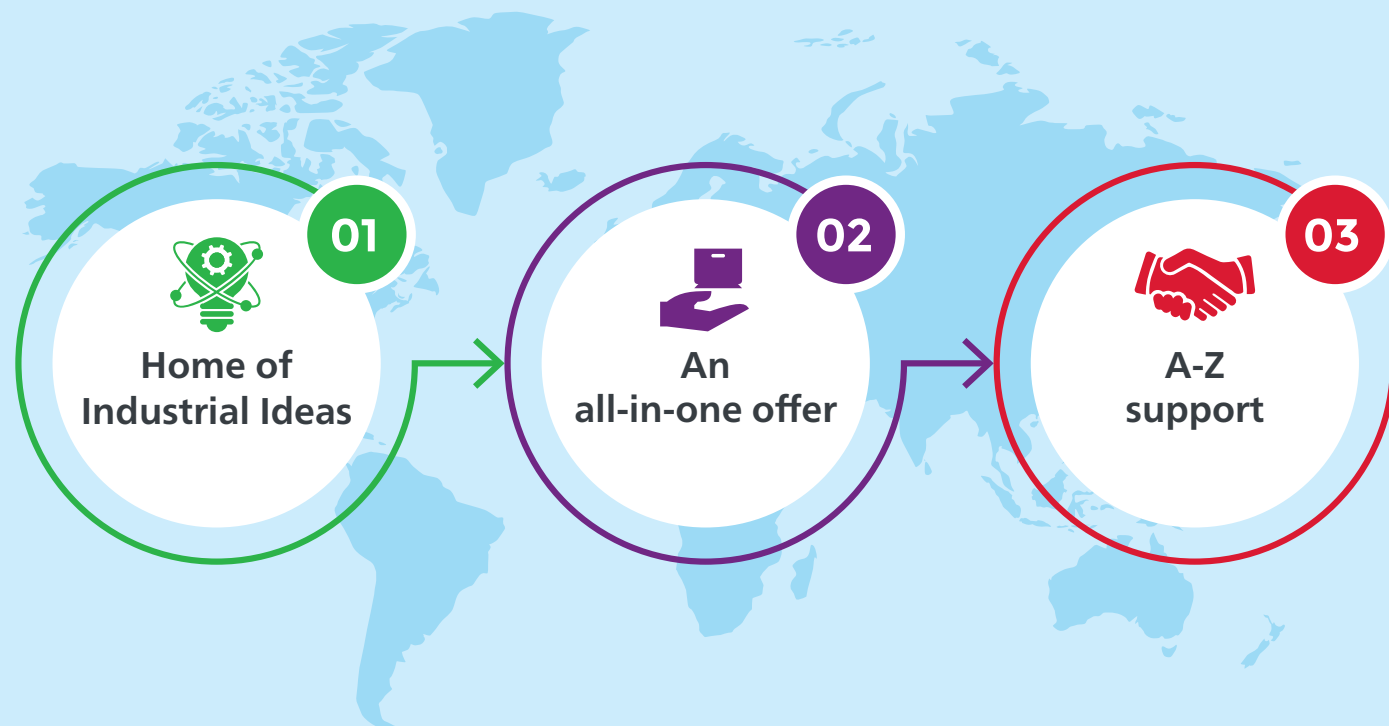 01
Home of
Industrial Ideas
02
An
all-in-one offer
03
A-Z
support